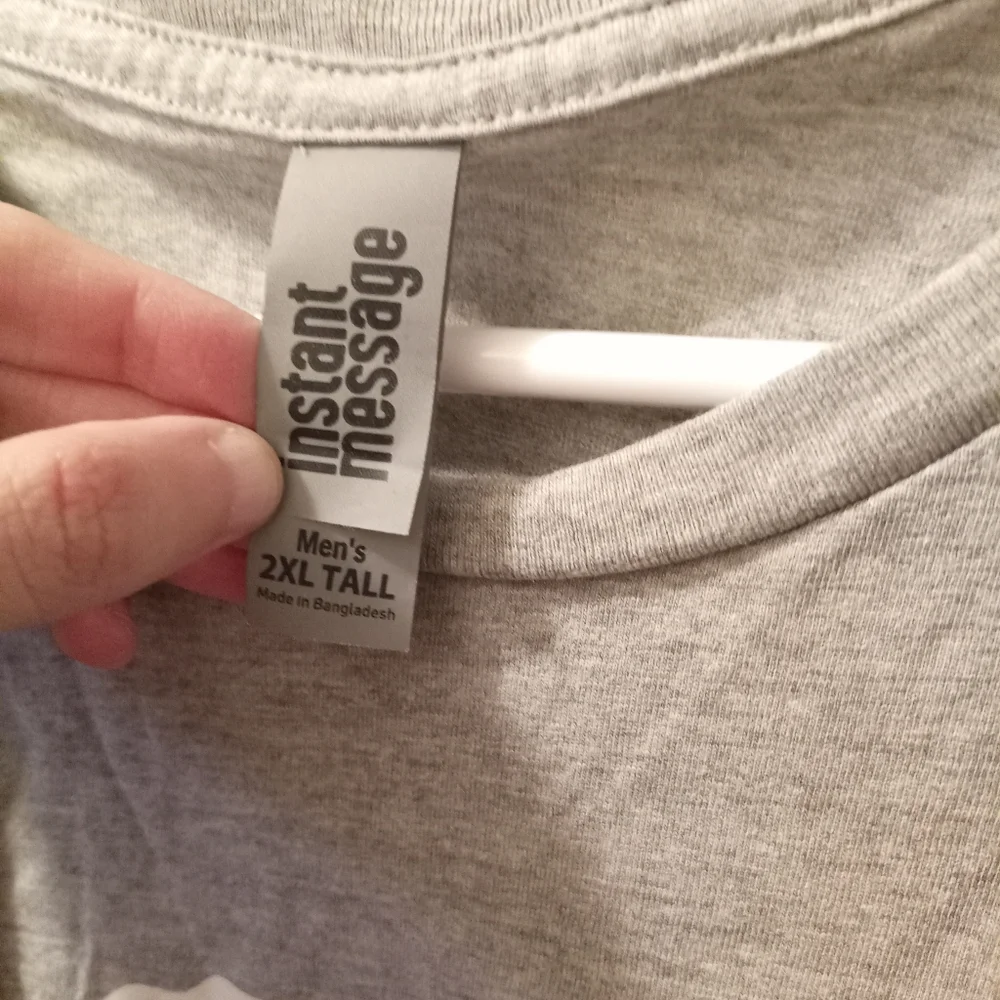 instant
message
Men's
2XL TALL
Made in Bangladesh